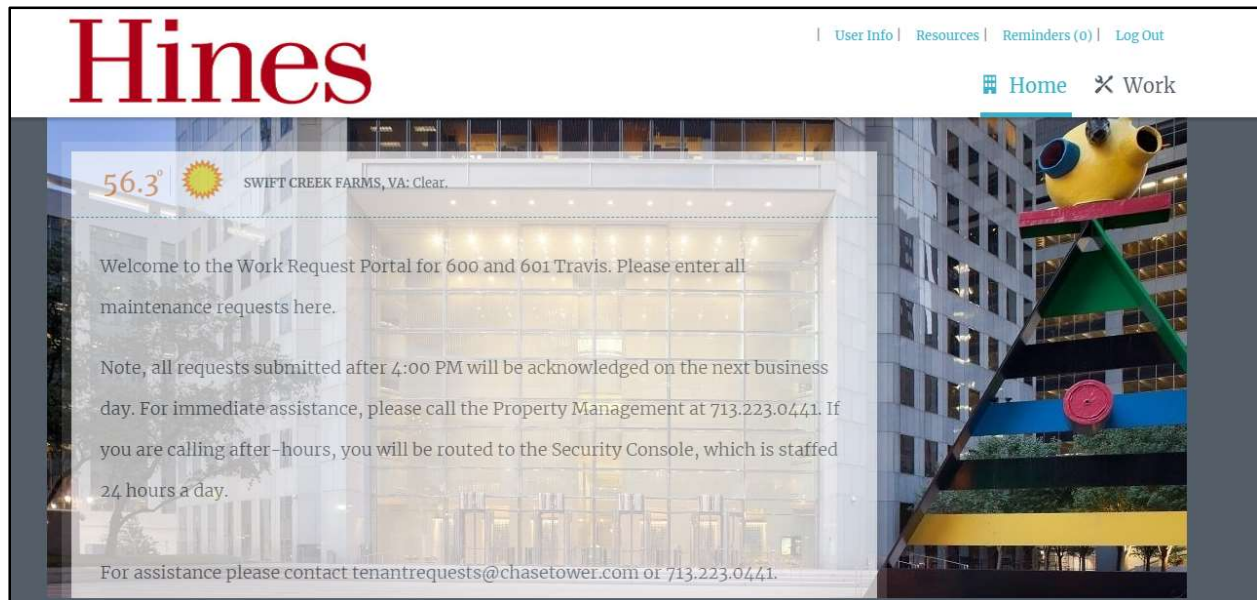 Hines
| User Info | Resources | Reminders (0) | Log Out
Home Work
56.3° SWIFT CREEK FARMS, VA: Clear.
Welcome to the Work Request Portal for 600 and 601 Travis. Please enter all
maintenance requests here.
Note, all requests submitted after 4:00 PM will be acknowledged on the next business
day. For immediate assistance, please call the Property Management at 713.223.0441. If
you are calling after-hours, you will be routed to the Security Console, which is staffed
24 hours a day.
For assistance please contact tenantrequests@chasetower.com or 713.223.0441.